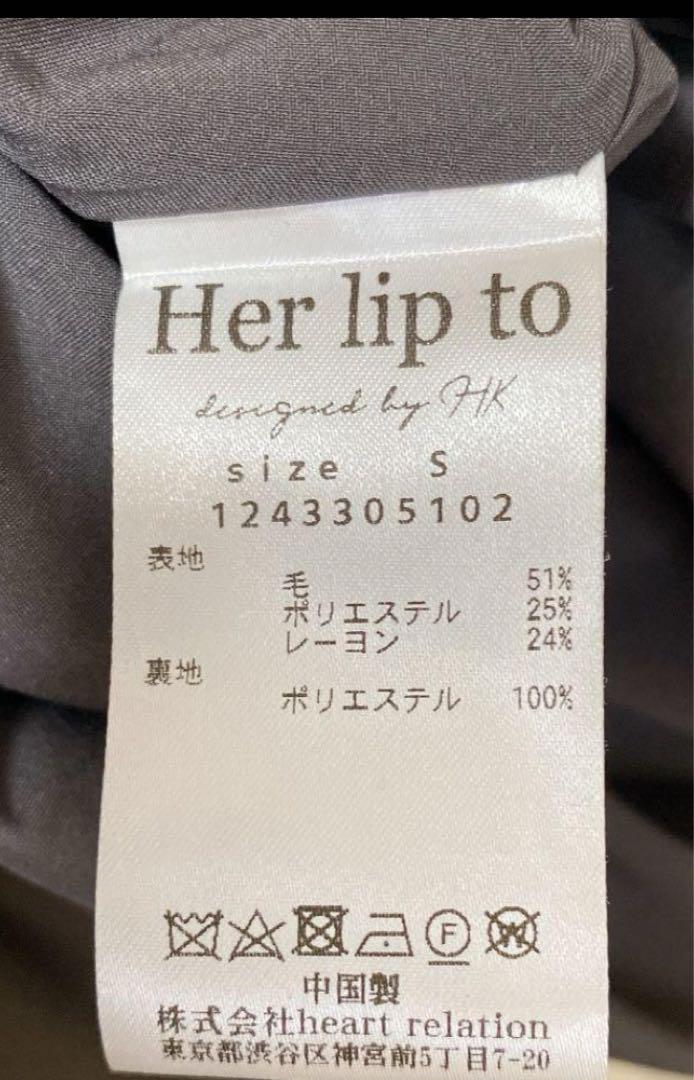 Her lip to
designed by HK
size S
1243305102
表地
毛 51%
ポリエステル 25%
レーヨン 24%
裏地
ポリエステル 100%
F W
中国製
株式会社heart relation
東京都渋谷区神宮前5丁目7-20